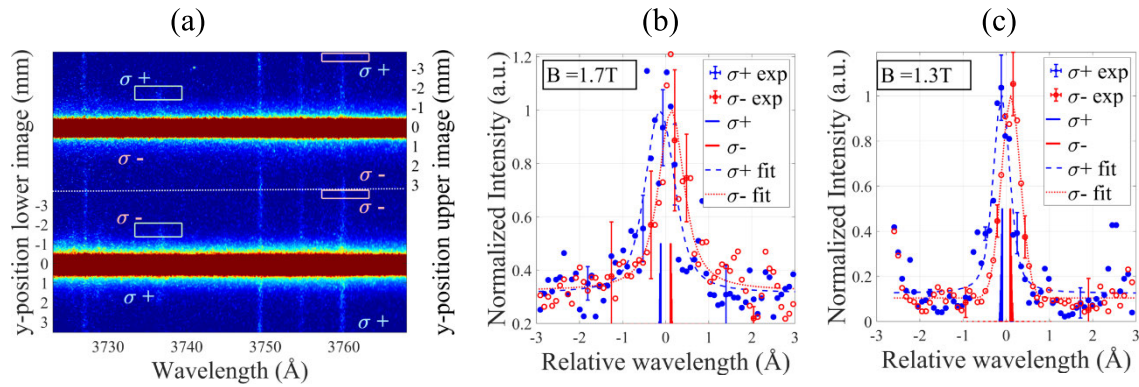 (a)
y-position lower image (mm)
-3
-2
-1
0
1
2
3
σ +
σ -
σ -
σ +
σ +
σ -
σ -
σ +
-3
-2
-1
0
1
2
3
y-position upper image (mm)
3730
3740
3750
3760
Wavelength (Å)
(b)
Normalized Intensity (a.u.)
1.2
1
0.8
0.6
0.4
0.2
B =1.7T
σ+ exp
σ- exp
σ+
σ-
σ+ fit
σ- fit
-3
-2
-1
0
1
2
3
Relative wavelength (Å)
(c)
Normalized Intensity (a.u.)
1
0.8
0.6
0.4
0.2
0
B =1.3T
σ+ exp
σ- exp
σ+
σ-
σ+ fit
σ- fit
-3
-2
-1
0
1
2
3
Relative wavelength (Å)